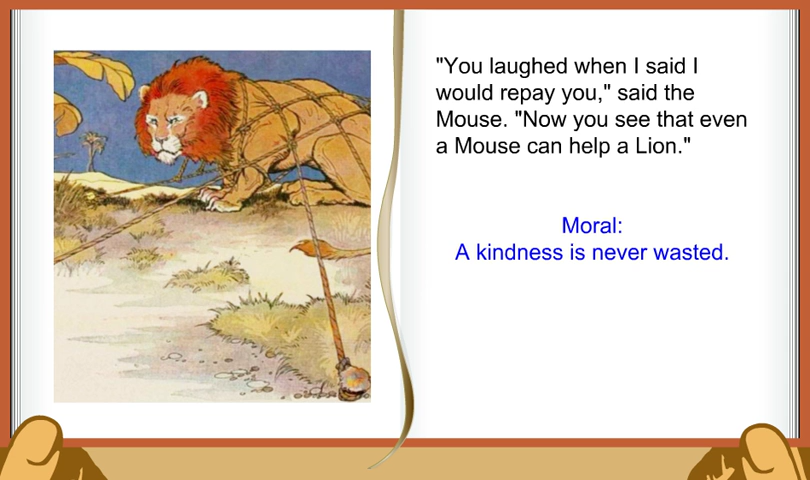 "You laughed when I said I
would repay you," said the
Mouse. "Now you see that even
a Mouse can help a Lion."
Moral:
A kindness is never wasted.